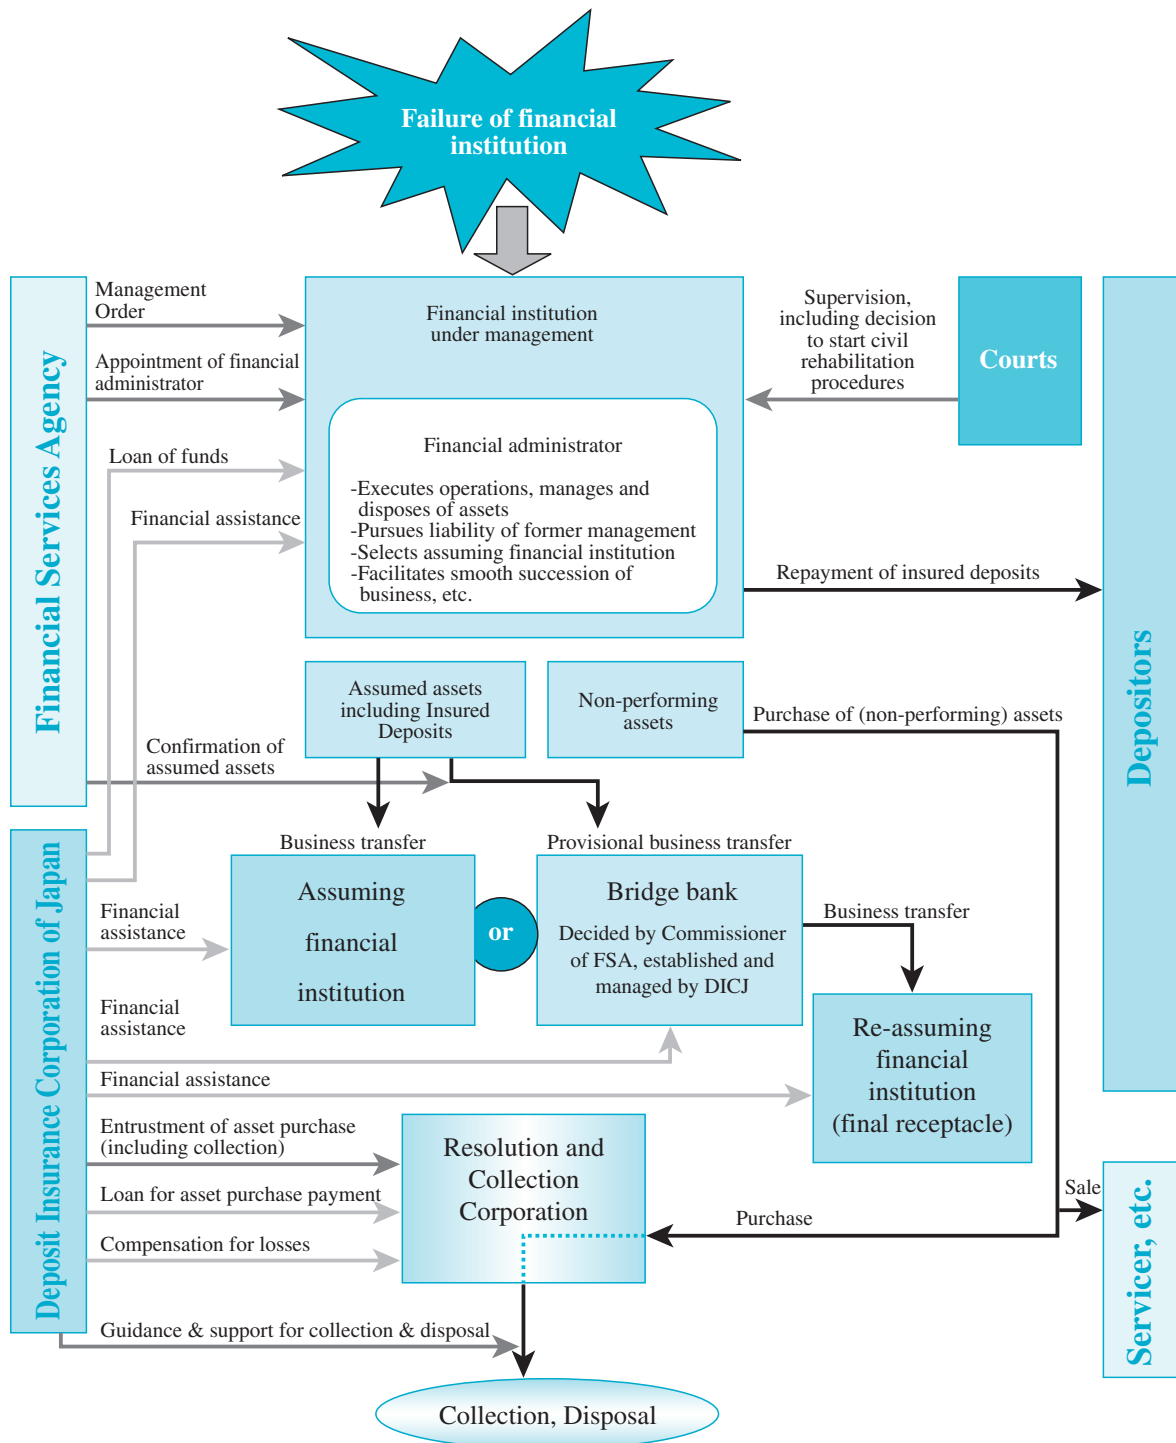 Failure of financial
institution
Financial Services Agency
Management
Order
Appointment of financial
administrator
Loan of funds
Financial assistance
Financial institution
under management
Financial administrator
-Executes operations, manages and
disposes of assets
-Pursues liability of former management
-Selects assuming financial institution
-Facilitates smooth succession of
business, etc.
Supervision,
including decision
to start civil
rehabilitation
procedures
Courts
Depositors
Repayment of insured deposits
Assumed assets
including Insured
Deposits
Non-performing
assets
Purchase of (non-performing) assets
Confirmation of
assumed assets
Business transfer
Provisional business transfer
Deposit Insurance Corporation of Japan
Financial
assistance
Assuming
financial
institution
or
Bridge bank
Decided by Commissioner
of FSA, established and
managed by DICJ
Business transfer
Financial
assistance
Financial assistance
Re-assuming
financial
institution
(final receptacle)
Entrustment of asset purchase
(including collection)
Loan for asset purchase payment
Compensation for losses
Resolution and
Collection
Corporation
Purchase
Sale
Servicer, etc.
Guidance & support for collection & disposal
Collection, Disposal